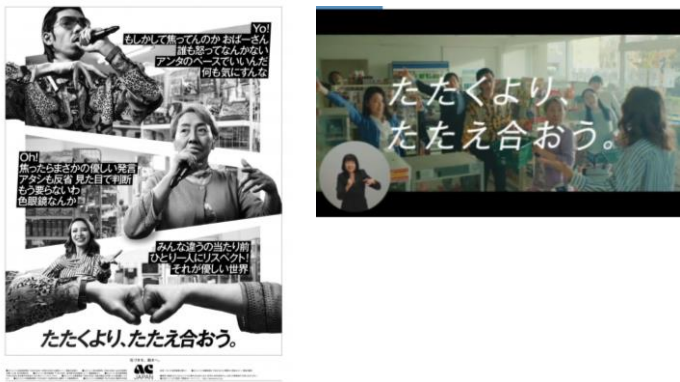 Yo!
もしかして焦ってんのか おばーさん
誰も怒ってなんかない
アンタのペースでいいんだ
何も気にすんな
Oh!
焦ったらまさかの優しい発言
アタシも反省 見た目で判断
もう要らないわ
色眼鏡なんか
みんな違うの当たり前
ひとり一人にリスペクト!
それが優しい世界
たたくより、たたえ合おう。
AC
JAPAN
たたくより、
たたえ合おう。